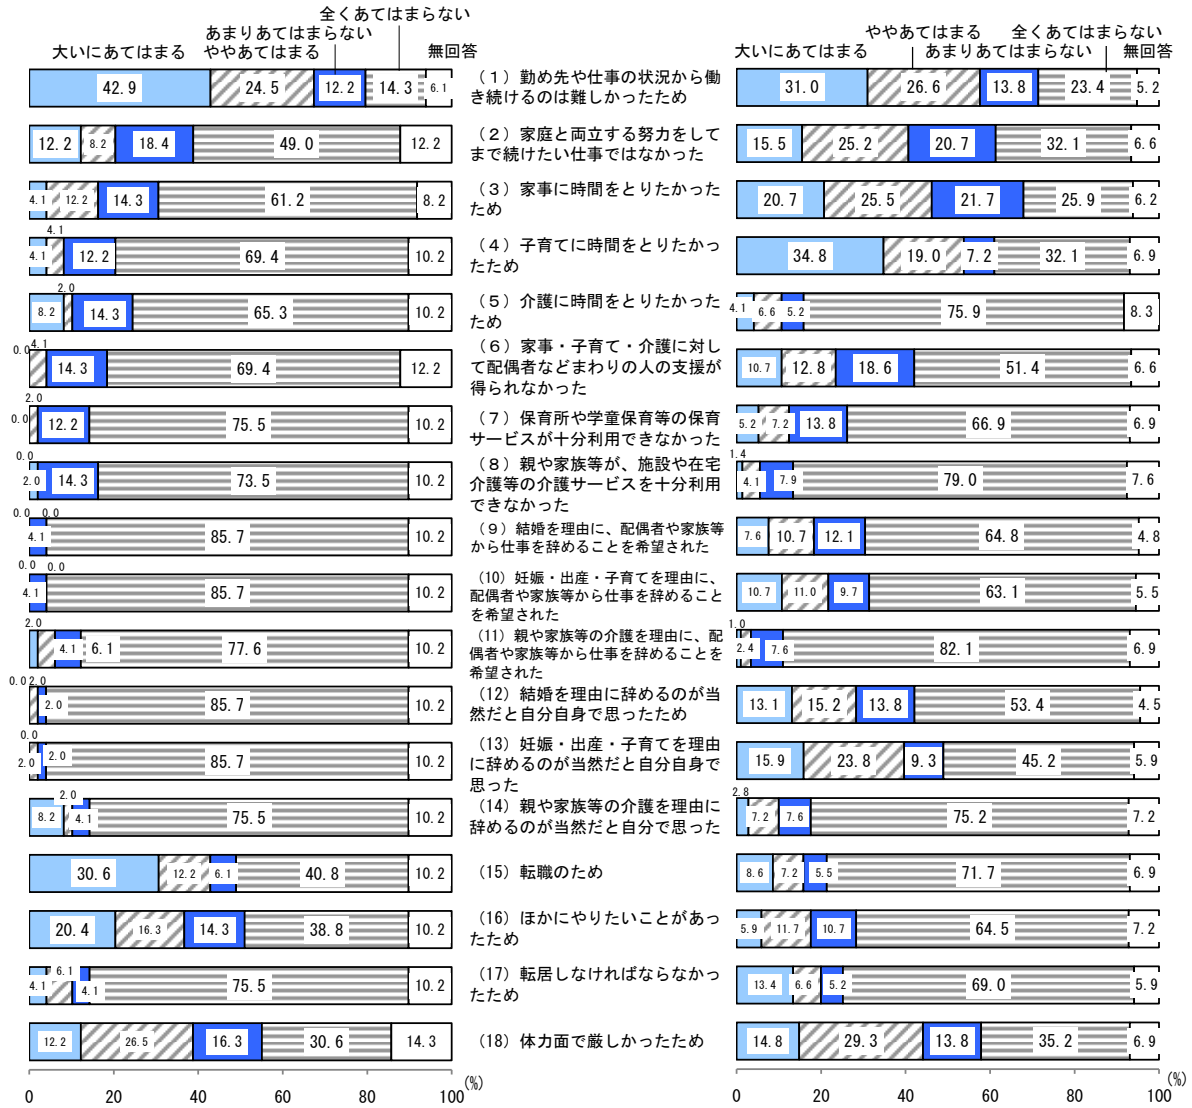 全くあてはまらない
あまりあてはまらない
大いにあてはまる
ややあてはまる
無回答
ややあてはまる
全くあてはまらない
大いにあてはまる
あまりあてはまらない
無回答
42.9 24.5 12.2 14.3 6.1
（1）勤め先や仕事の状況から働
き続けるのは難しかったため
31.0 26.6 13.8 23.4 5.2
12.2 8.2 18.4 49.0 12.2
（2）家庭と両立する努力をして
まで続けたい仕事ではなかった
15.5 25.2 20.7 32.1 6.6
4.1 12.2 14.3 61.2 8.2
（3）家事に時間をとりたかった
ため
20.7 25.5 21.7 25.9 6.2
4.1 4.1 12.2 69.4 10.2
（4）子育てに時間をとりたかっ
たため
34.8 19.0 7.2 32.1 6.9
8.2 2.0 14.3 65.3 10.2
（5）介護に時間をとりたかった
ため
4.1 6.6 5.2 75.9 8.3
0.0 4.1 14.3 69.4 12.2
（6）家事・子育て・介護に対し
て配偶者などまわりの人の支援が
得られなかった
10.7 12.8 18.6 51.4 6.6
0.0 2.0 12.2 75.5 10.2
（7）保育所や学童保育等の保育
サービスが十分利用できなかった
5.2 7.2 13.8 66.9 6.9
0.0 2.0 14.3 73.5 10.2
（8）親や家族等が、施設や在宅
介護等の介護サービスを十分利用
できなかった
1.4 4.1 7.9 79.0 7.6
0.0 0.0 4.1 85.7 10.2
（9）結婚を理由に、配偶者や家族等
から仕事を辞めることを希望された
7.6 10.7 12.1 64.8 4.8
0.0 0.0 4.1 85.7 10.2
（10）妊娠・出産・子育てを理由に、
配偶者や家族等から仕事を辞めること
を希望された
10.7 11.0 9.7 63.1 5.5
2.0 4.1 6.1 77.6 10.2
（11）親や家族等の介護を理由に、配
偶者や家族等から仕事を辞めることを
希望された
1.0 2.4 7.6 82.1 6.9
0.0 2.0 2.0 85.7 10.2
（12）結婚を理由に辞めるのが当
然だと自分自身で思ったため
13.1 15.2 13.8 53.4 4.5
0.0 2.0 2.0 85.7 10.2
（13）妊娠・出産・子育てを理由
に辞めるのが当然だと自分自身で
思った
15.9 23.8 9.3 45.2 5.9
8.2 2.0 4.1 75.5 10.2
（14）親や家族等の介護を理由に
辞めるのが当然だと自分で思った
2.8 7.2 7.6 75.2 7.2
30.6 12.2 6.1 40.8 10.2
（15）転職のため
8.6 7.2 5.5 71.7 6.9
20.4 16.3 14.3 38.8 10.2
（16）ほかにやりたいことがあっ
たため
5.9 11.7 10.7 64.5 7.2
4.1 6.1 4.1 75.5 10.2
（17）転居しなければならなかっ
たため
13.4 6.6 5.2 69.0 5.9
12.2 26.5 16.3 30.6 14.3
（18）体力面で厳しかったため
14.8 29.3 13.8 35.2 6.9
0 20 40 60 80 100 (%)
0 20 40 60 80 100 (%)